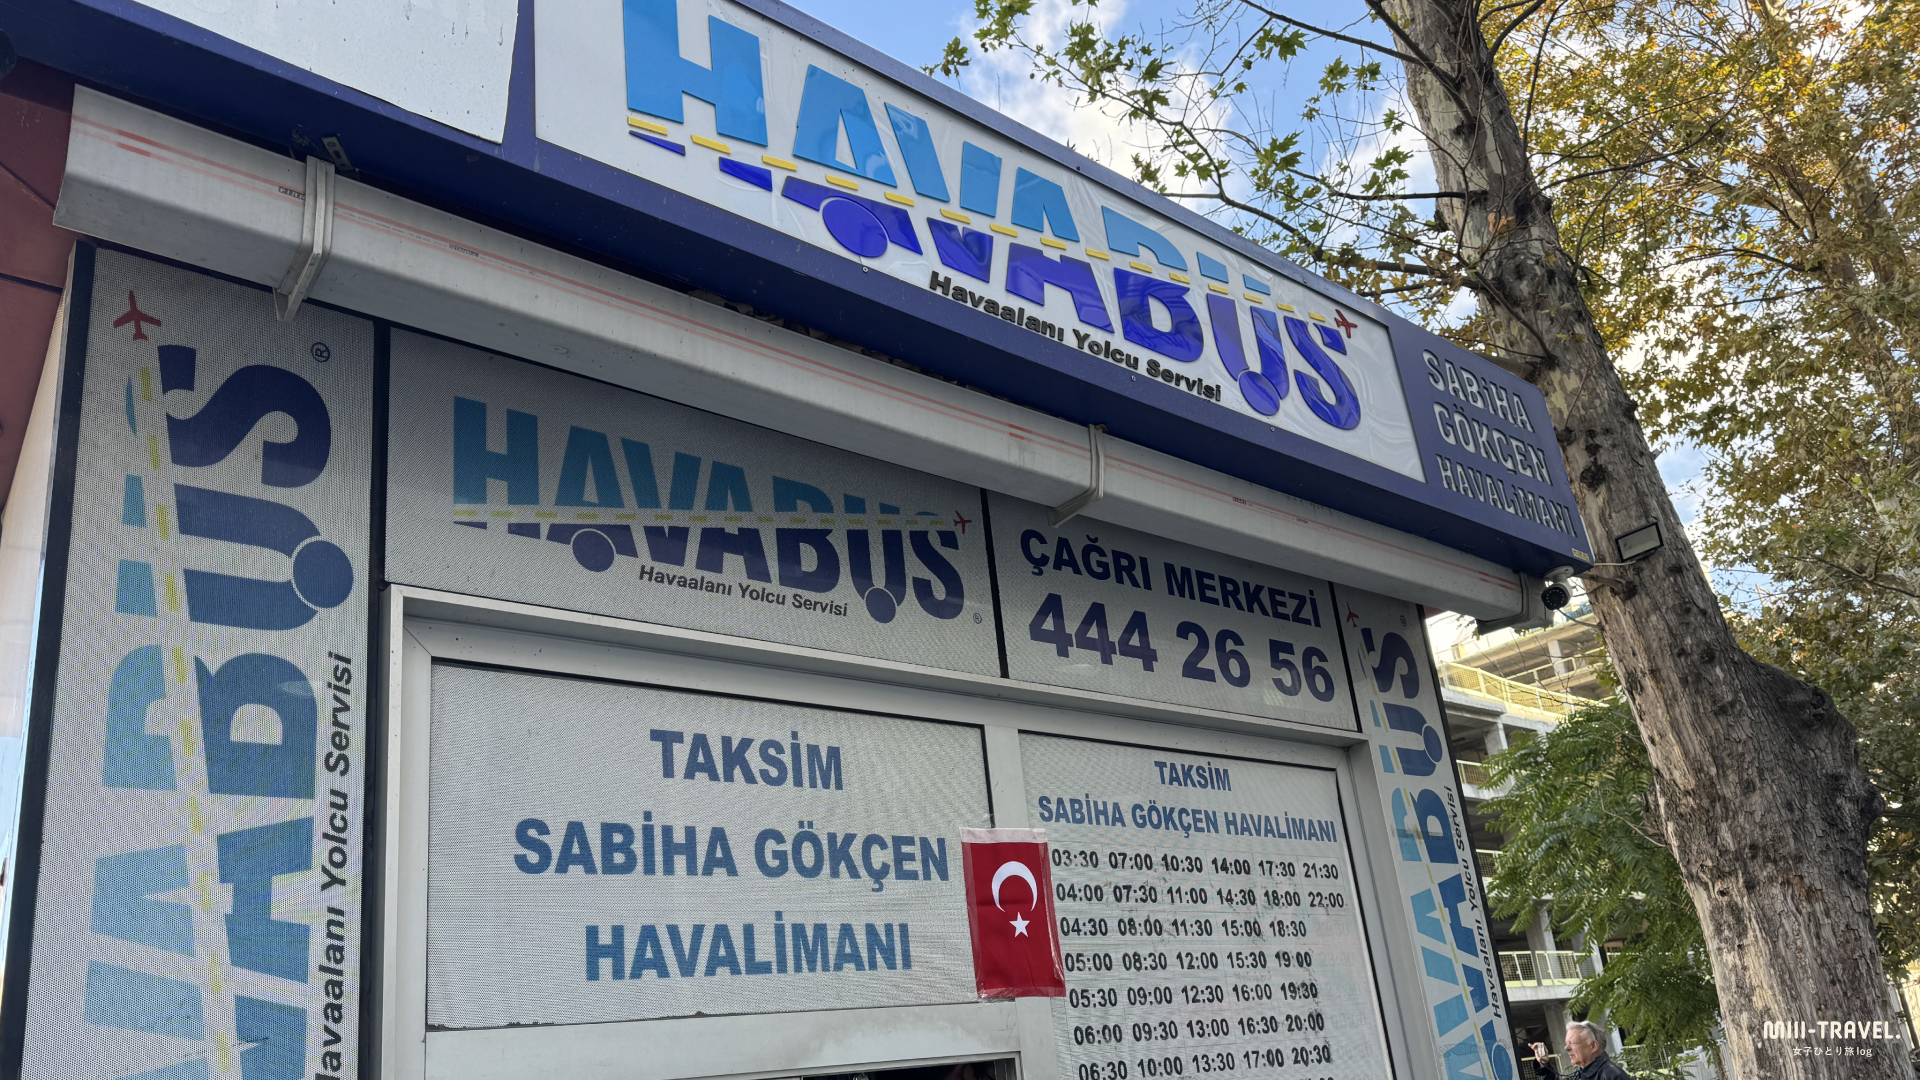 HAVABÜS
Havaalanı Yolcu Servisi
SABİHA
GÖKÇEN
HAVALİMANI
HAVABÜS ®
Havaalanı Yolcu Servisi
HAVABÜS ®
Havaalanı Yolcu Servisi
ÇAĞRI MERKEZİ
444 26 56
HAVABÜS
Havaalanı Yolcu Servisi
TAKSİM
SABİHA GÖKÇEN
HAVALİMANI
TAKSİM
SABİHA GÖKÇEN HAVALİMANI
03:30 07:00 10:30 14:00 17:30 21:30
04:00 07:30 11:00 14:30 18:00 22:00
04:30 08:00 11:30 15:00 18:30
05:00 08:30 12:00 15:30 19:00
05:30 09:00 12:30 16:00 19:30
06:00 09:30 13:00 16:30 20:00
06:30 10:00 13:30 17:00 20:30
MIII-TRAVEL.
女子ひとり旅log